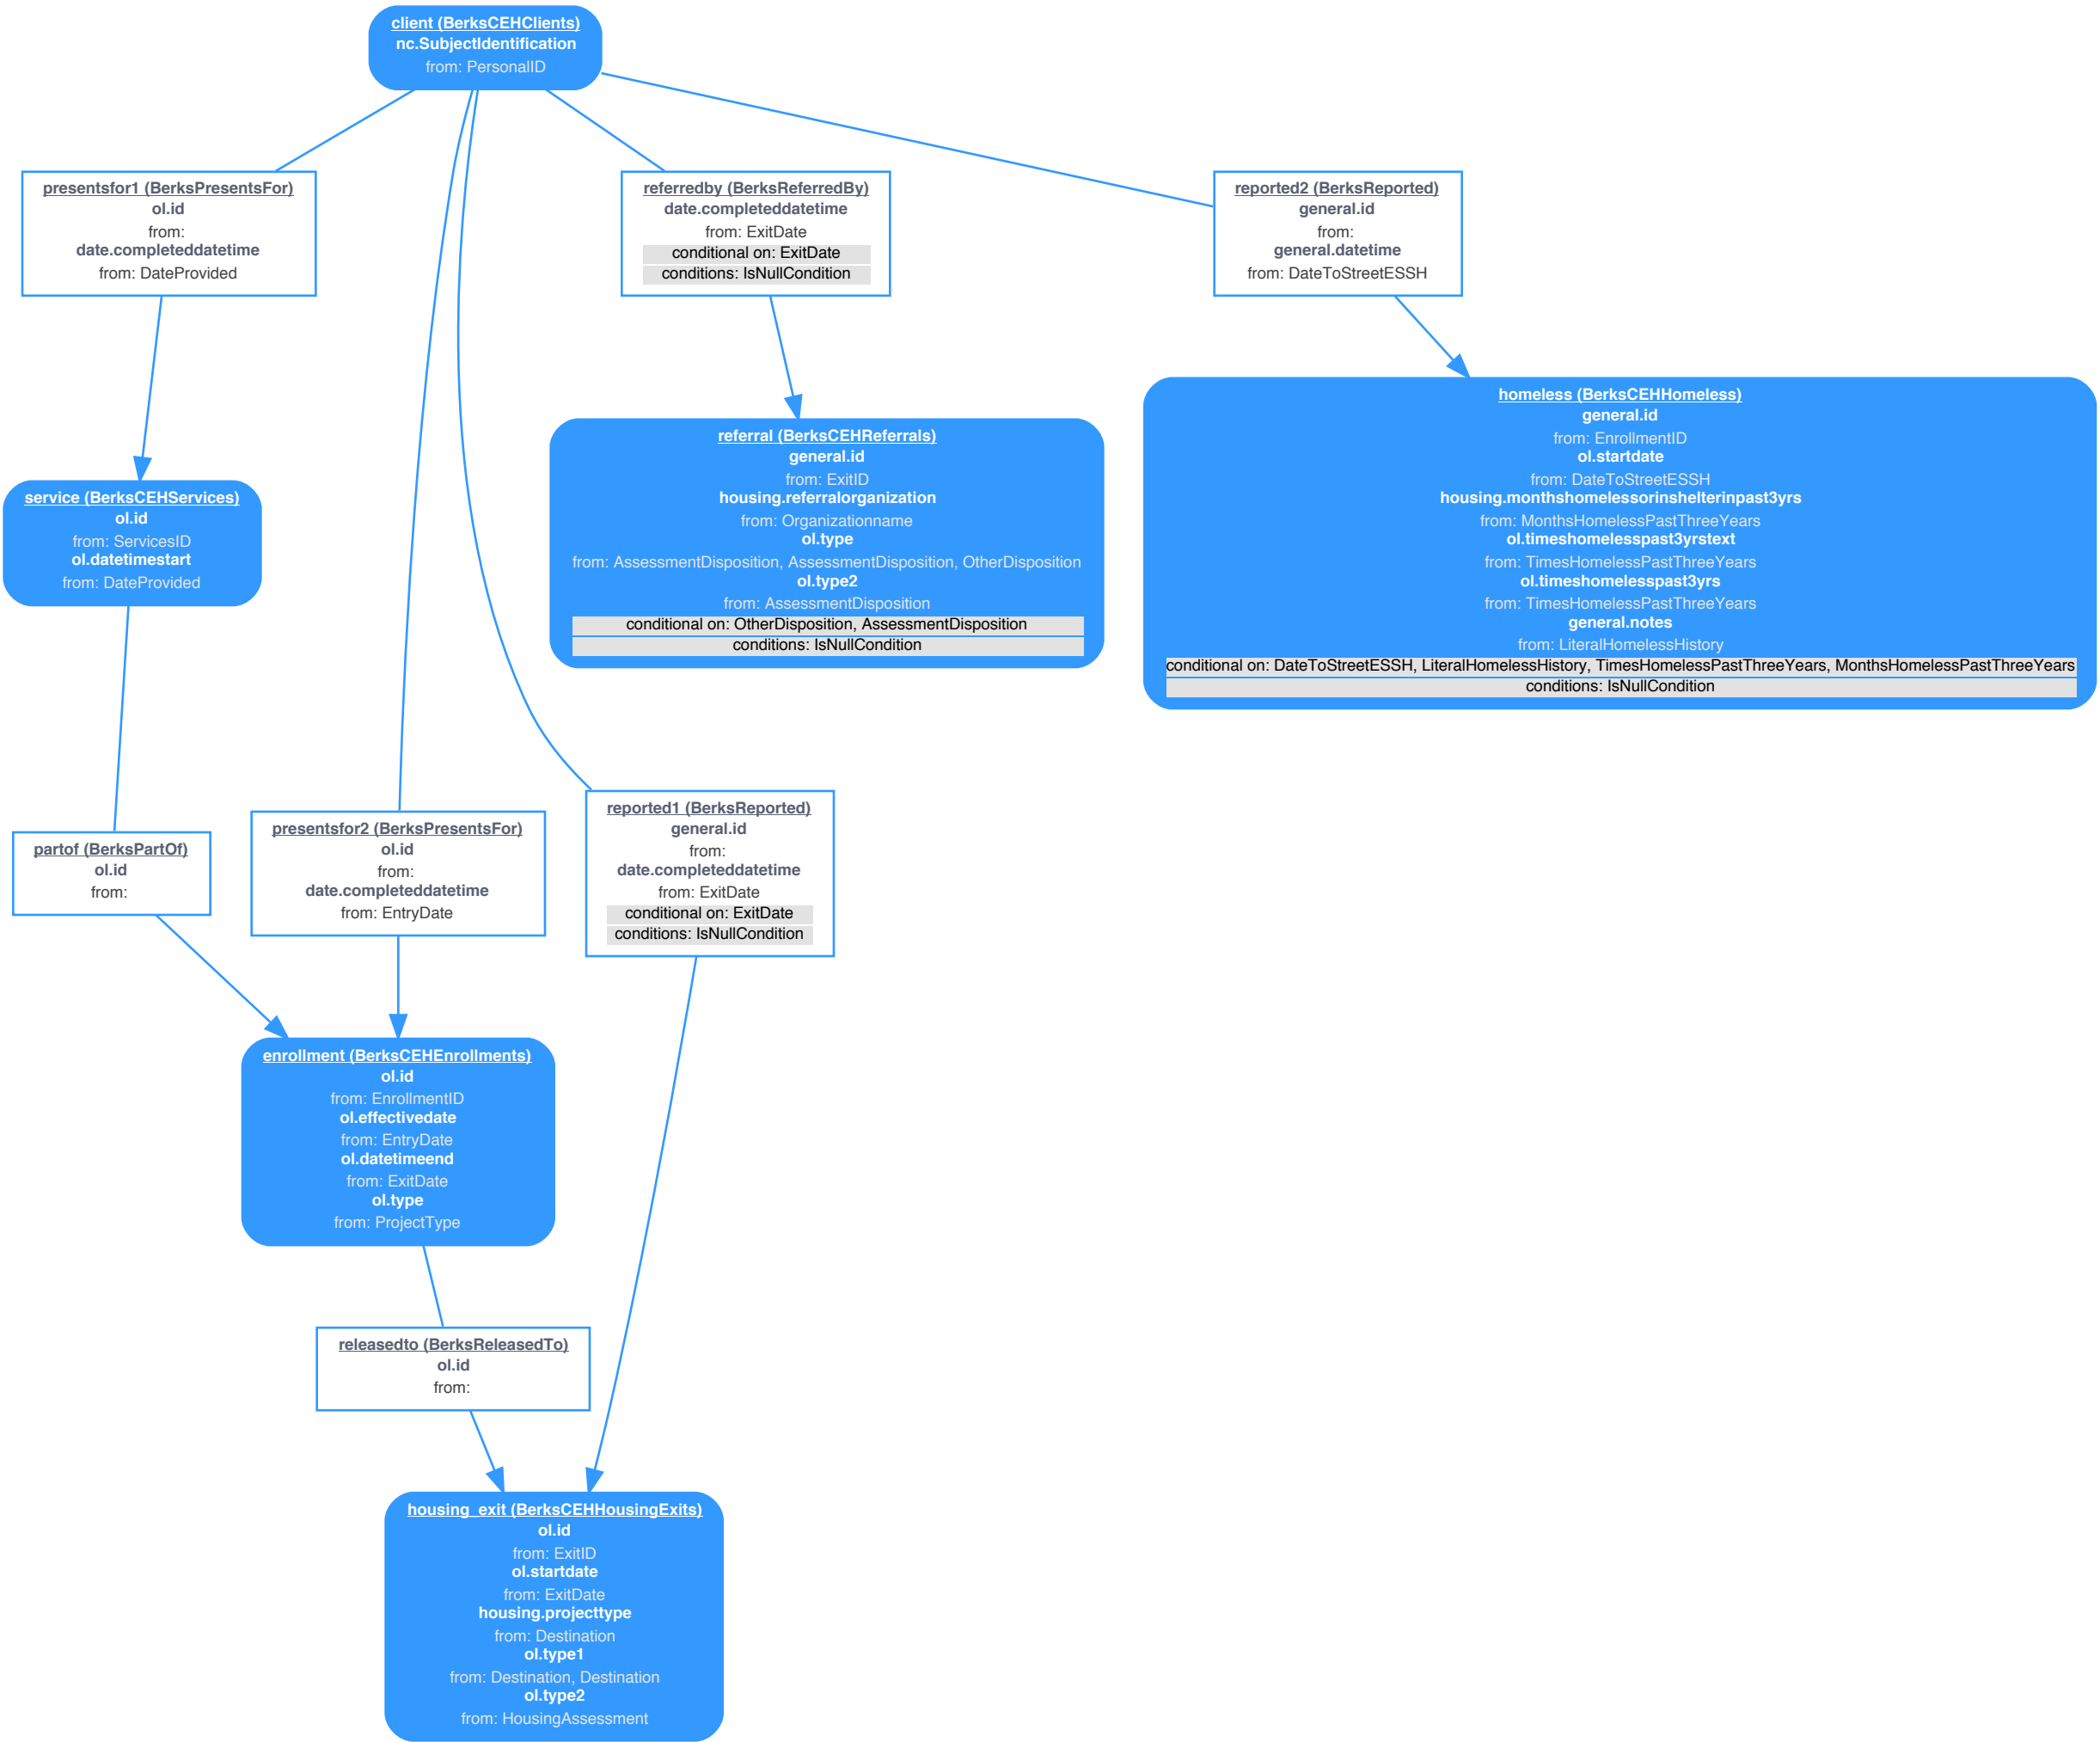 client (BerksCEHClients)
nc.SubjectIdentification
from: PersonalID
presentsfor1 (BerksPresentsFor)
ol.id
from:
date.completeddatetime
from: DateProvided
referredby (BerksReferredBy)
date.completeddatetime
from: ExitDate
conditional on: ExitDate
conditions: IsNullCondition
reported2 (BerksReported)
general.id
from:
general.datetime
from: DateToStreetESSH
homeless (BerksCEHHomeless)
general.id
from: EnrollmentID
ol.startdate
from: DateToStreetESSH
housing.monthshomelessorinshelterinpast3yrs
from: MonthsHomelessPastThreeYears
ol.timeshomelesspast3yrstext
from: TimesHomelessPastThreeYears
ol.timeshomelesspast3yrs
from: TimesHomelessPastThreeYears
general.notes
from: LiteralHomelessHistory
conditional on: DateToStreetESSH, LiteralHomelessHistory, TimesHomelessPastThreeYears, MonthsHomelessPastThreeYears
conditions: IsNullCondition
referral (BerksCEHReferrals)
general.id
from: ExitID
housing.referralorganization
from: Organizationname
ol.type
from: AssessmentDisposition, AssessmentDisposition, OtherDisposition
ol.type2
from: AssessmentDisposition
conditional on: OtherDisposition, AssessmentDisposition
conditions: IsNullCondition
service (BerksCEHServices)
ol.id
from: ServicesID
ol.datetimestart
from: DateProvided
partof (BerksPartOf)
ol.id
from:
presentsfor2 (BerksPresentsFor)
ol.id
from:
date.completeddatetime
from: EntryDate
reported1 (BerksReported)
general.id
from:
date.completeddatetime
from: ExitDate
conditional on: ExitDate
conditions: IsNullCondition
enrollment (BerksCEHEnrollments)
ol.id
from: EnrollmentID
ol.effectivedate
from: EntryDate
ol.datetimeend
from: ExitDate
ol.type
from: ProjectType
releasedto (BerksReleasedTo)
ol.id
from:
housing_exit (BerksCEHHousingExits)
ol.id
from: ExitID
ol.startdate
from: ExitDate
housing.projecttype
from: Destination
ol.type1
from: Destination, Destination
ol.type2
from: HousingAssessment